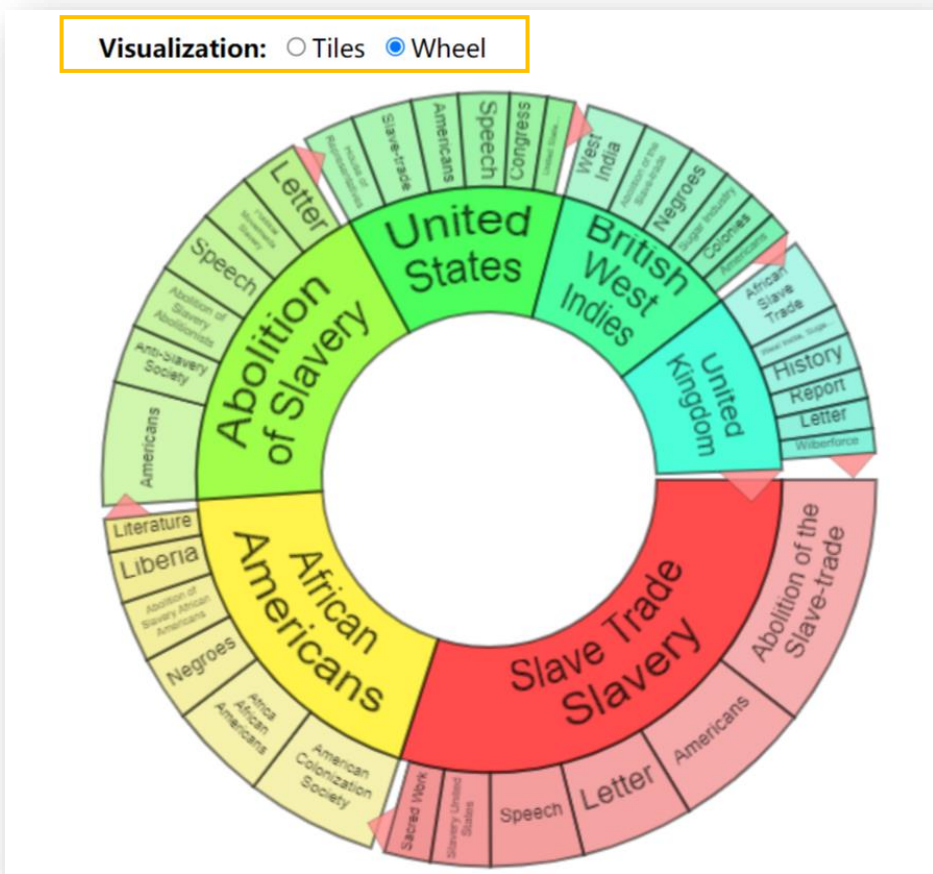 Visualization: Tiles Wheel
United
States
House of
Representatives
Slave-trade
Americans
Speech
Congress
British
West
Indies
West
India
Abolition of the
Slave-trade
Negroes
Sugar Industry
Colonies
Americans
United
Kingdom
African
Slave
Trade
History
Report
Letter
Wilberforce
Slave Trade
Slavery
Abolition of the
Slave-trade
Americans
Letter
Speech
Slavery United
States
Sacred Work
African
Americans
American
Colonization
Society
Africa
African
Americans
Negroes
Abolition of
Slavery African
Americans
Liberia
Literature
Abolition
of Slavery
Americans
Anti-Slavery
Society
Abolition of
Slavery
Abolitionists
Speech
Slavery
Letter